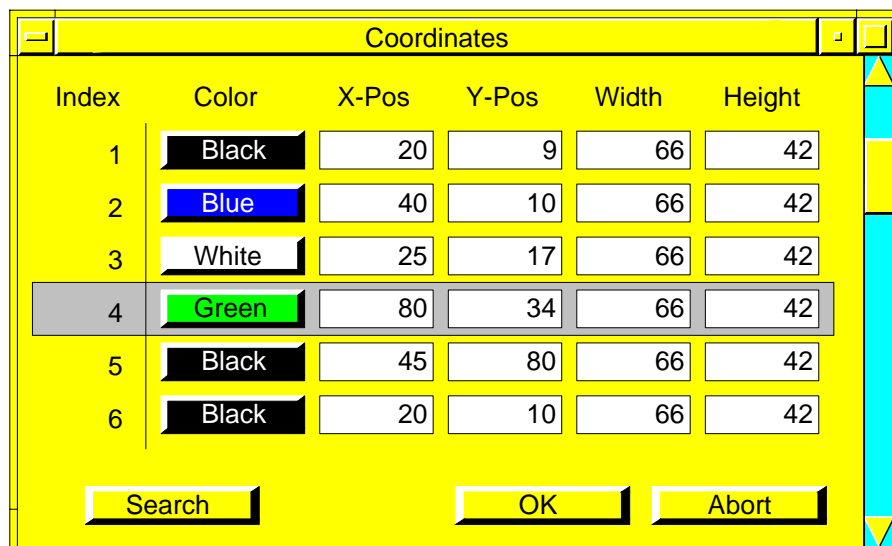 Coordinates
Index Color X-Pos Y-Pos Width Height
1 Black 20 9 66 42
2 Blue 40 10 66 42
3 White 25 17 66 42
4 Green 80 34 66 42
5 Black 45 80 66 42
6 Black 20 10 66 42
Search OK Abort